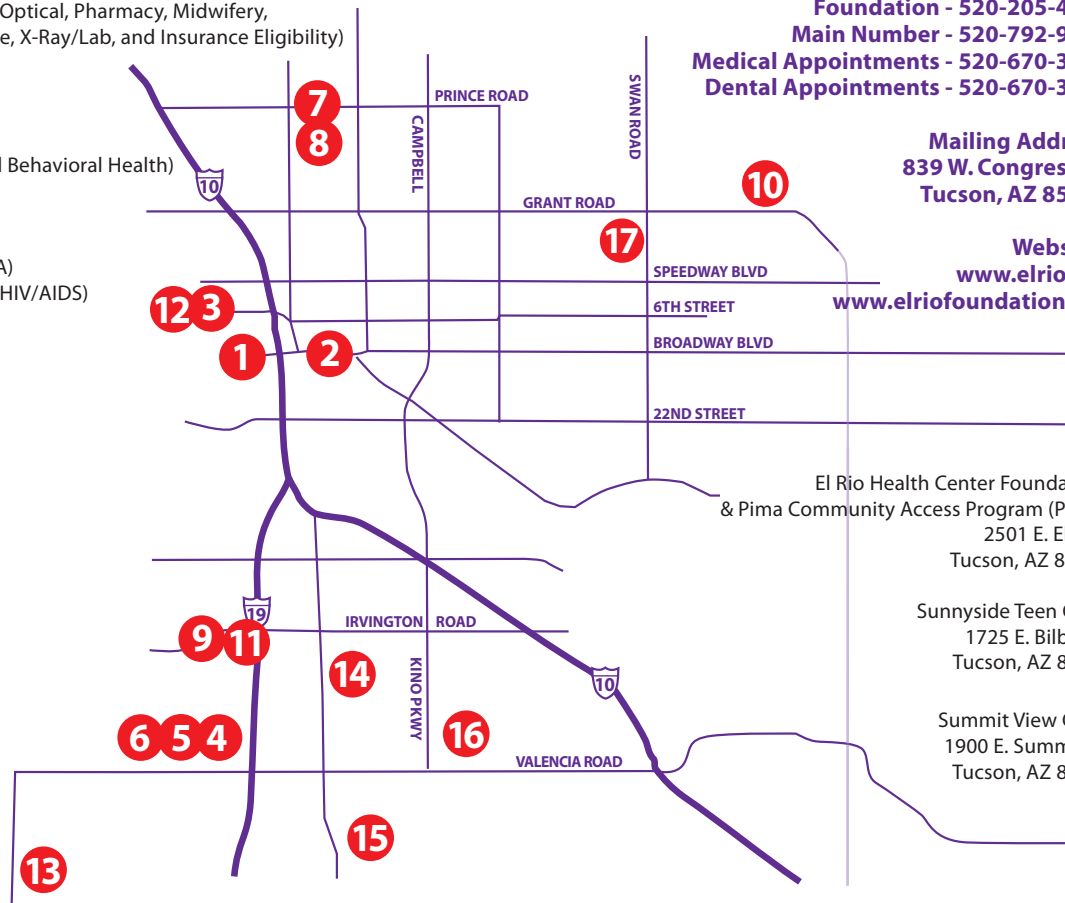 Optical, Pharmacy, Midwifery,
e, X-Ray/Lab, and Insurance Eligibility)
l Behavioral Health)
A)
HIV/AIDS)
Foundation - 520-205-4
Main Number - 520-792-9
Medical Appointments - 520-670-3
Dental Appointments - 520-670-3
Mailing Addr
839 W. Congres
Tucson, AZ 85
Webs
www.elrio
www.elriofoundation
PRINCE ROAD
7
8
CAMPBELL
SWAN ROAD
10
10
GRANT ROAD
17
SPEEDWAY BLVD
12
3
6TH STREET
1
2
BROADWAY BLVD
22ND STREET
El Rio Health Center Founda
& Pima Community Access Program (P
2501 E. El
Tucson, AZ 8
Sunnyside Teen C
1725 E. Bilb
Tucson, AZ 8
Summit View C
1900 E. Summ
Tucson, AZ 8
19
IRVINGTON ROAD
9
11
14
KINO PKWY
10
6
5
4
16
VALENCIA ROAD
15
13